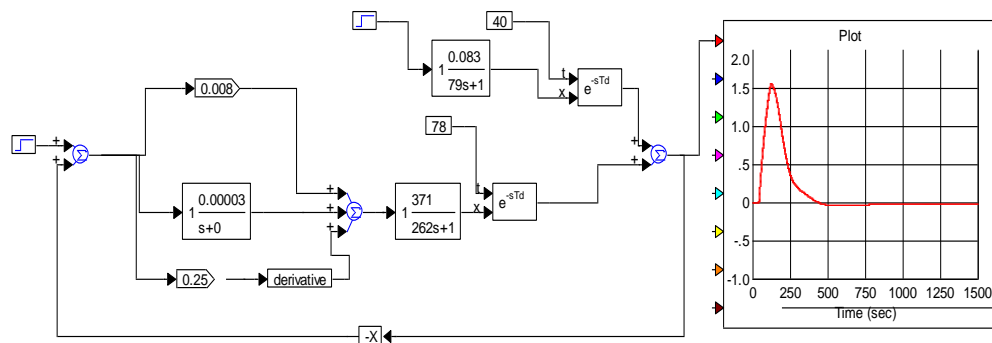 40
Plot
0.083
1
79s+1
t
x
e-sTd
2.0
1.5
1.0
.5
0
-.5
-1.0
0 250 500 750 1000 1250 1500
Time (sec)
+
+
Σ
0.008
78
+
+
Σ
0.00003
1
s+0
+
+
+
Σ
371
1
262s+1
t
x
e-sTd
0.25
derivative
-X